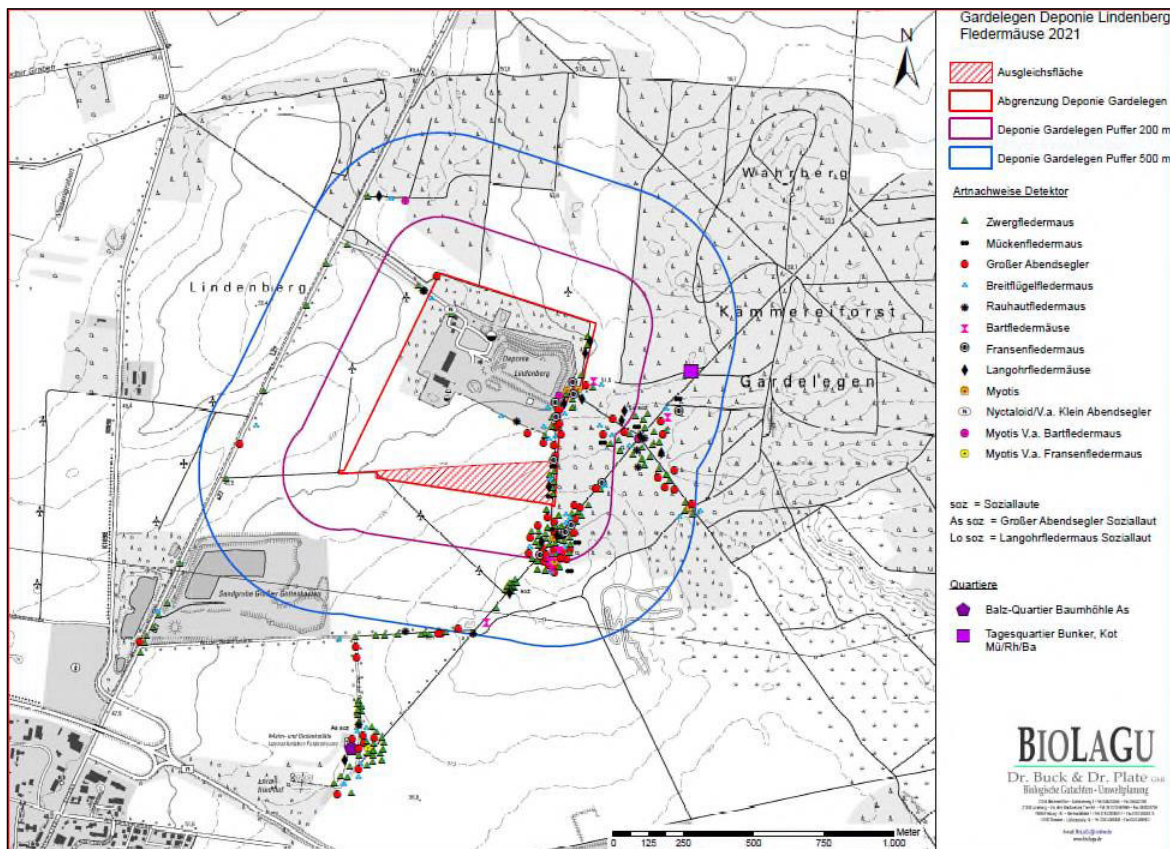 Gardelegen Deponie Lindenberg
Fledermäuse 2021
N
Ausgleichsfläche
Abgrenzung Deponie Gardelegen
Deponie Gardelegen Puffer 200 m
Deponie Gardelegen Puffer 500 m
Artnachweise Detektor
Zwergfledermaus
Mückenfledermaus
Großer Abendsegler
Breitflügelfledermaus
Rauhautfledermaus
Bartfledermäuse
Fransenfledermaus
Langohrfledermäuse
Myotis
Nyctaloid/V.a. Klein Abendsegler
Myotis V.a. Bartfledermaus
Myotis V.a. Fransenfledermaus
soz = Soziallaute
As soz = Großer Abendsegler Soziallaut
Lo soz = Langohrfledermaus Soziallaut
Quartiere
Balz-Quartier Baumhöhle As
Tagesquartier Bunker, Kot
Mü/Rh/Ba
BIOLAGU
Dr. Buck & Dr. Plate GbR
Biologische Gutachten - Umweltplanung
Wahrberg
Lindenberg
Kämmereiforst
Gardelegen
Deponie
Lindenberg
As soz
soz
0 125 250 500 750 1.000
Meter